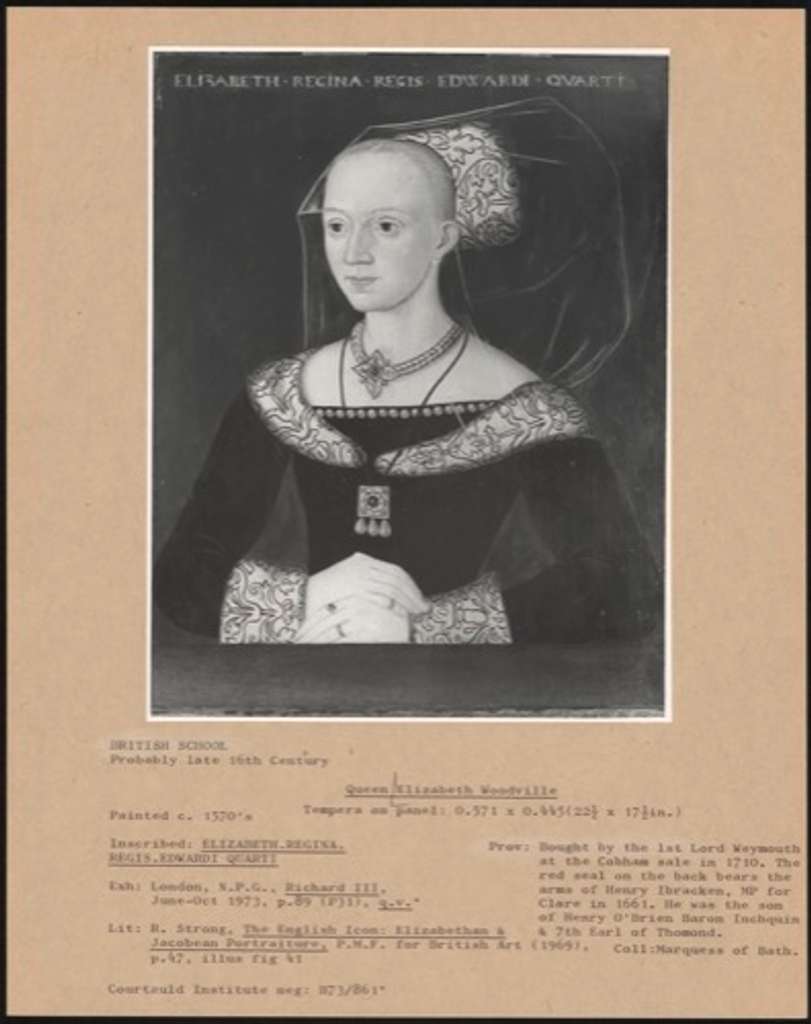 ELISABETH · REGINA · REGIS · EDWARDI · QVARTI
BRITISH SCHOOL
Probably late 16th Century
Queen Elizabeth Woodville
Painted c. 1570's
Tempera on panel: 0.571 x 0.445(22½ x 17½in.)
Inscribed: ELIZABETH.REGINA.
REGIS.EDWARDI QUARTI
Exh: London, N.P.G., Richard III,
June-Oct 1973, p.89 (P31), q.v."
Lit: R. Strong, The English Icon: Elizabethan &
Jacobean Portraiture, P.M.F. for British Art (1969),
p.47, illus fig 41
Courtauld Institute neg: B73/861"
Prov: Bought by the 1st Lord Weymouth
at the Cobham sale in 1710. The
red seal on the back bears the
arms of Henry Ibracken, MP for
Clare in 1661. He was the son
of Henry O'Brien Baron Inchquin
& 7th Earl of Thomond.
Coll:Marquess of Bath.